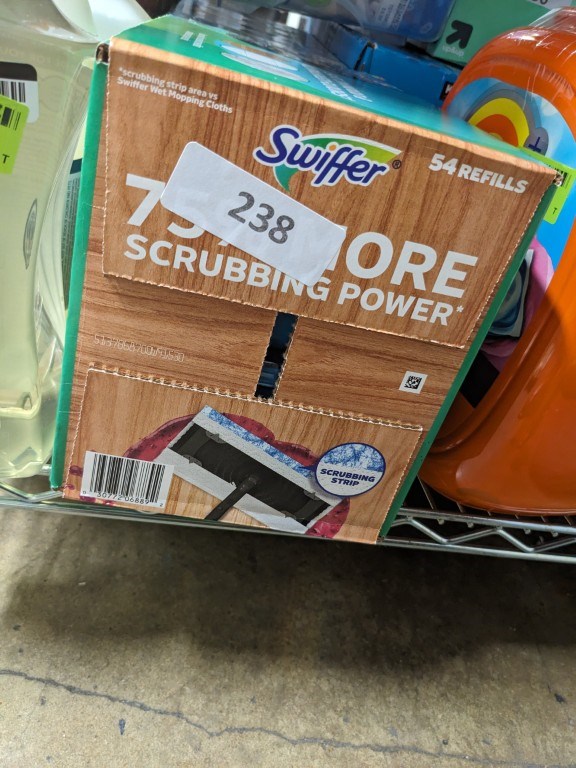 *scrubbing strip area vs
Swiffer Wet Mopping Cloths
Swiffer®
54 REFILLS
238
SCRUBBING POWER*
SCRUBBING
STRIP
T
T